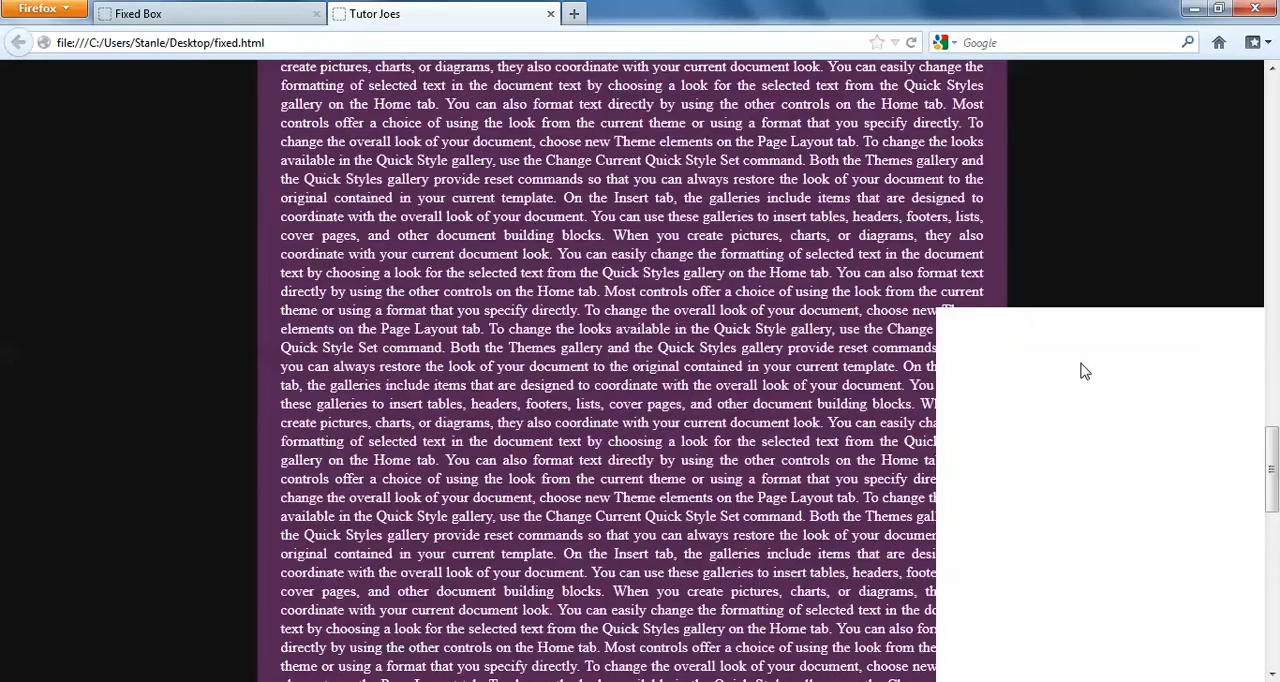 Firefox
Fixed Box
Tutor Joes
file:///C:/Users/Stanle/Desktop/fixed.html
Google
create pictures, charts, or diagrams, they also coordinate with your current document look. You can easily change the
formatting of selected text in the document text by choosing a look for the selected text from the Quick Styles
gallery on the Home tab. You can also format text directly by using the other controls on the Home tab. Most
controls offer a choice of using the look from the current theme or using a format that you specify directly. To
change the overall look of your document, choose new Theme elements on the Page Layout tab. To change the looks
available in the Quick Style gallery, use the Change Current Quick Style Set command. Both the Themes gallery and
the Quick Styles gallery provide reset commands so that you can always restore the look of your document to the
original contained in your current template. On the Insert tab, the galleries include items that are designed to
coordinate with the overall look of your document. You can use these galleries to insert tables, headers, footers, lists,
cover pages, and other document building blocks. When you create pictures, charts, or diagrams, they also
coordinate with your current document look. You can easily change the formatting of selected text in the document
text by choosing a look for the selected text from the Quick Styles gallery on the Home tab. You can also format text
directly by using the other controls on the Home tab. Most controls offer a choice of using the look from the current
theme or using a format that you specify directly. To change the overall look of your document, choose new
elements on the Page Layout tab. To change the looks available in the Quick Style gallery, use the Change
Quick Style Set command. Both the Themes gallery and the Quick Styles gallery provide reset commands
you can always restore the look of your document to the original contained in your current template. On
tab, the galleries include items that are designed to coordinate with the overall look of your document. You
these galleries to insert tables, headers, footers, lists, cover pages, and other document building blocks.
create pictures, charts, or diagrams, they also coordinate with your current document look. You can easily
formatting of selected text in the document text by choosing a look for the selected text from the
gallery on the Home tab. You can also format text directly by using the other controls on the Home
controls offer a choice of using the look from the current theme or using a format that you specify
change the overall look of your document, choose new Theme elements on the Page Layout tab. To change
available in the Quick Style gallery, use the Change Current Quick Style Set command. Both the Themes
the Quick Styles gallery provide reset commands so that you can always restore the look of your document
original contained in your current template. On the Insert tab, the galleries include items that are
coordinate with the overall look of your document. You can use these galleries to insert tables, headers,
cover pages, and other document building blocks. When you create pictures, charts, or diagrams,
coordinate with your current document look. You can easily change the formatting of selected text in the
text by choosing a look for the selected text from the Quick Styles gallery on the Home tab. You can also
directly by using the other controls on the Home tab. Most controls offer a choice of using the look from the
theme or using a format that you specify directly. To change the overall look of your document, choose new